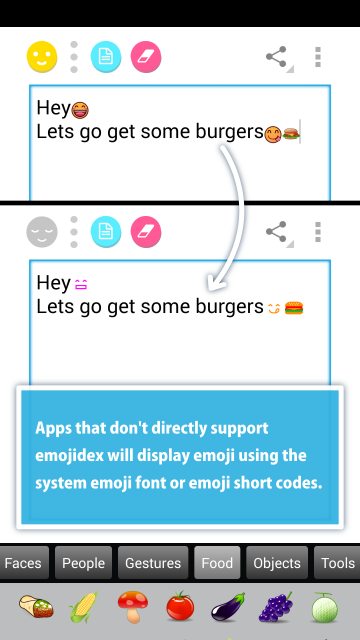 Hey😄
Lets go get some burgers😋🍔
Hey😄
Lets go get some burgers😋🍔
Apps that don't directly support
emojidex will display emoji using the
system emoji font or emoji short codes.
Faces People Gestures Food Objects Tools